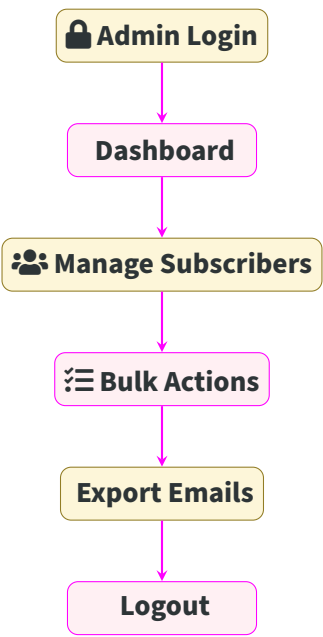 Admin Login
Dashboard
Manage Subscribers
Bulk Actions
Export Emails
Logout